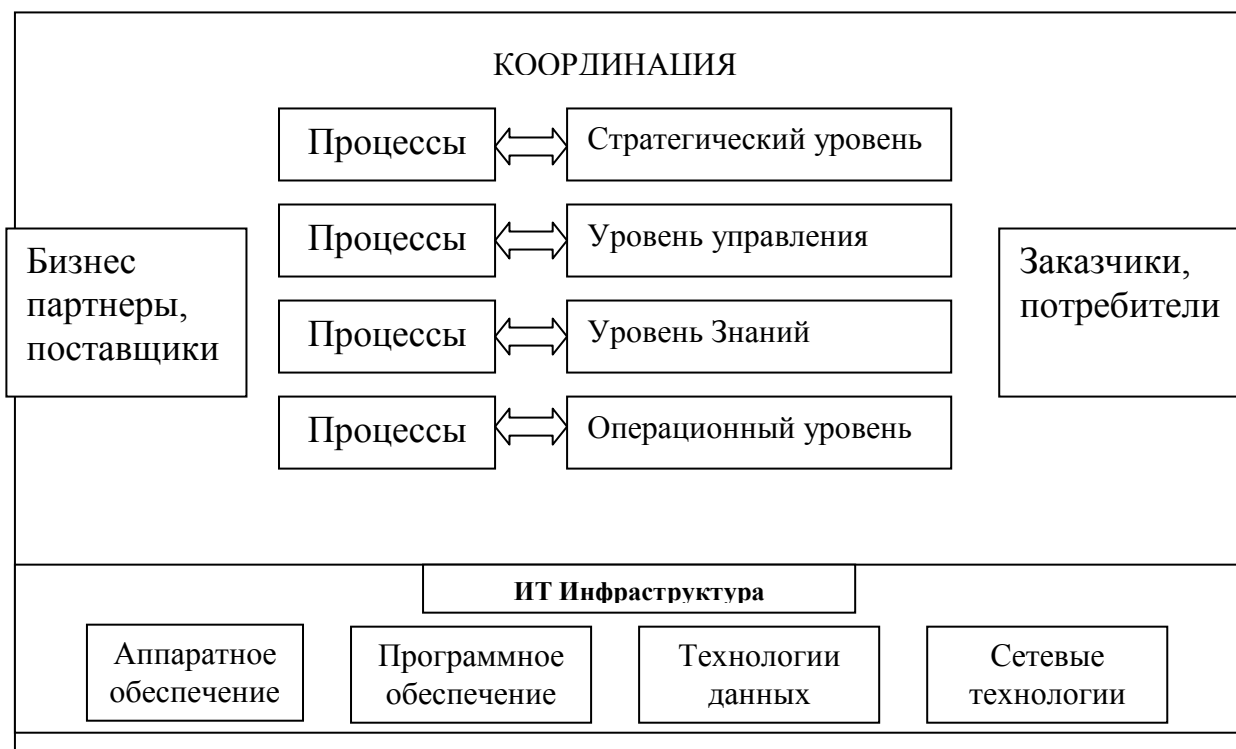 КООРДИНАЦИЯ
Процессы
Стратегический уровень
Процессы
Уровень управления
Бизнес
партнеры,
поставщики
Заказчики,
потребители
Процессы
Уровень Знаний
Процессы
Операционный уровень
ИТ Инфраструктура
Аппаратное
обеспечение
Программное
обеспечение
Технологии
данных
Сетевые
технологии